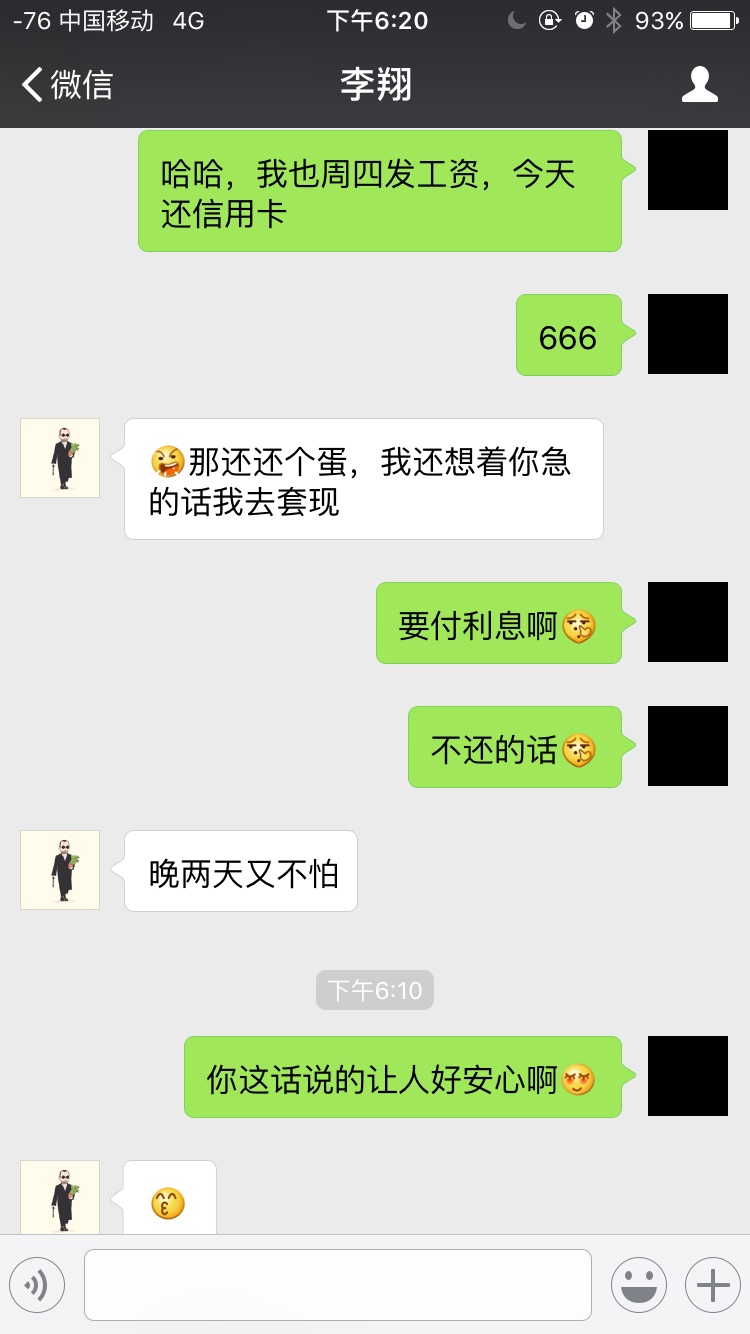 -76 中国移动 4G 下午6:20 93%
微信 李翔
哈哈，我也周四发工资，今天
还信用卡
666
那还还个蛋，我还想着你急
的话我去套现
要付利息啊
不还的话
晚两天又不怕
下午6:10
你这话说的让人好安心啊